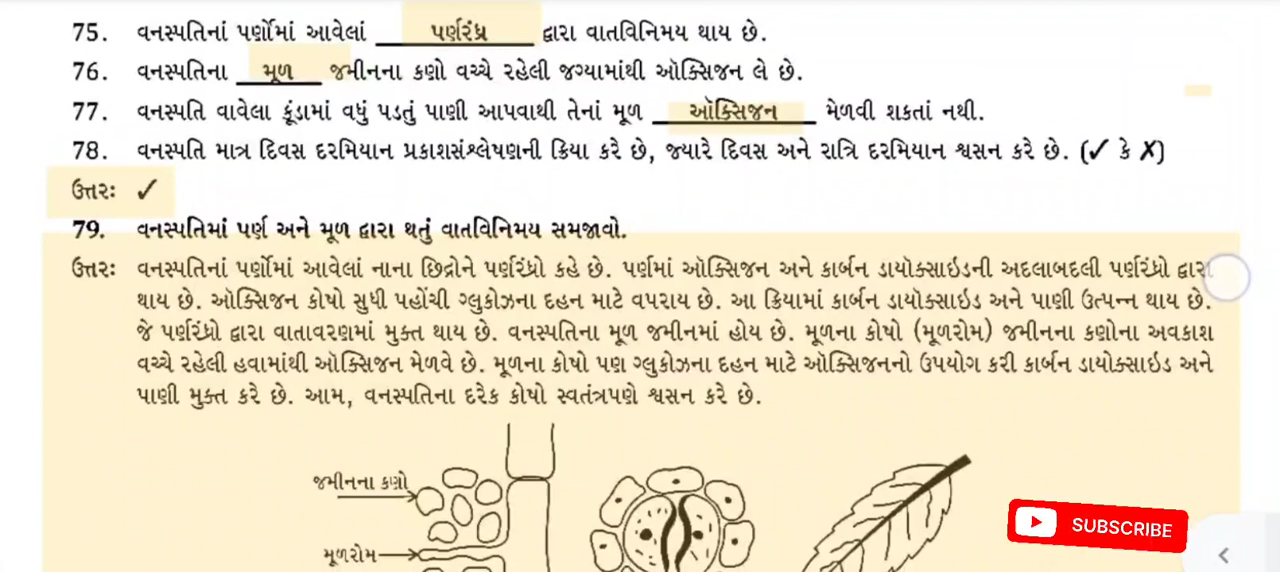 75. વનસ્પતિનાં પર્ણોમાં આવેલાં પર્ણરંધ્ર દ્વારા વાતવિનિમય થાય છે.
76. વનસ્પતિના મૂળ જમીનના કણો વચ્ચે રહેલી જગ્યામાંથી ઑક્સિજન લે છે.
77. વનસ્પતિ વાવેલા કૂંડામાં વધું પડતું પાણી આપવાથી તેનાં મૂળ ઑક્સિજન મેળવી શકતાં નથી.
78. વનસ્પતિ માત્ર દિવસ દરમિયાન પ્રકાશસંશ્લેષણની ક્રિયા કરે છે, જ્યારે દિવસ અને રાત્રિ દરમિયાન શ્વસન કરે છે. (✓ કે ✗)
ઉત્તરઃ ✓
79. વનસ્પતિમાં પર્ણ અને મૂળ દ્વારા થતું વાતવિનિમય સમજાવો.
ઉત્તરઃ વનસ્પતિનાં પર્ણોમાં આવેલાં નાના છિદ્રોને પર્ણરંધ્રો કહે છે. પર્ણમાં ઑક્સિજન અને કાર્બન ડાયૉક્સાઇડની અદલાબદલી પર્ણરંધ્રો દ્વારા
થાય છે. ઑક્સિજન કોષો સુધી પહોંચી ગ્લુકોઝના દહન માટે વપરાય છે. આ ક્રિયામાં કાર્બન ડાયૉક્સાઇડ અને પાણી ઉત્પન્ન થાય છે.
જે પર્ણરંધ્રો દ્વારા વાતાવરણમાં મુક્ત થાય છે. વનસ્પતિના મૂળ જમીનમાં હોય છે. મૂળના કોષો (મૂળરોમ) જમીનના કણોના અવકાશ
વચ્ચે રહેલી હવામાંથી ઑક્સિજન મેળવે છે. મૂળના કોષો પણ ગ્લુકોઝના દહન માટે ઑક્સિજનનો ઉપયોગ કરી કાર્બન ડાયોક્સાઇડ અને
પાણી મુક્ત કરે છે. આમ, વનસ્પતિના દરેક કોષો સ્વતંત્રપણે શ્વસન કરે છે.
જમીનના કણો
મૂળરોમ
SUBSCRIBE